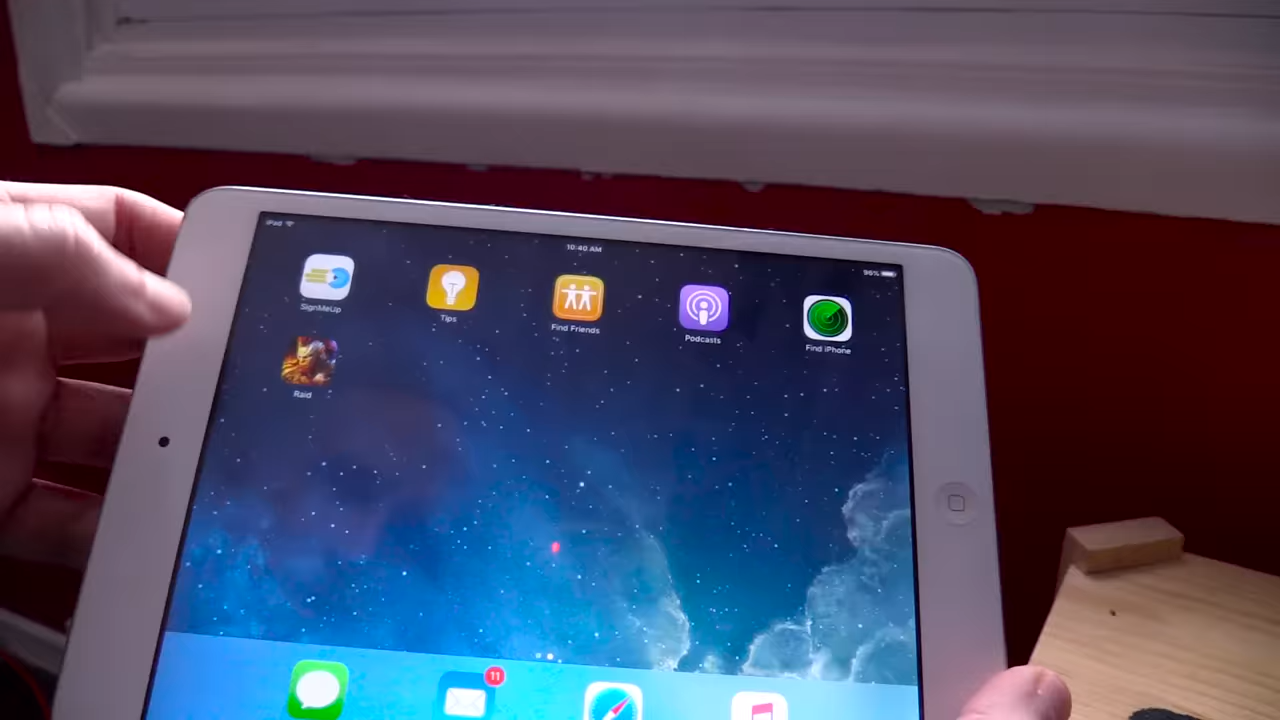 iPad
10:40 AM
96%
SignMeUp
Tips
Find Friends
Podcasts
Find iPhone
Raid
11